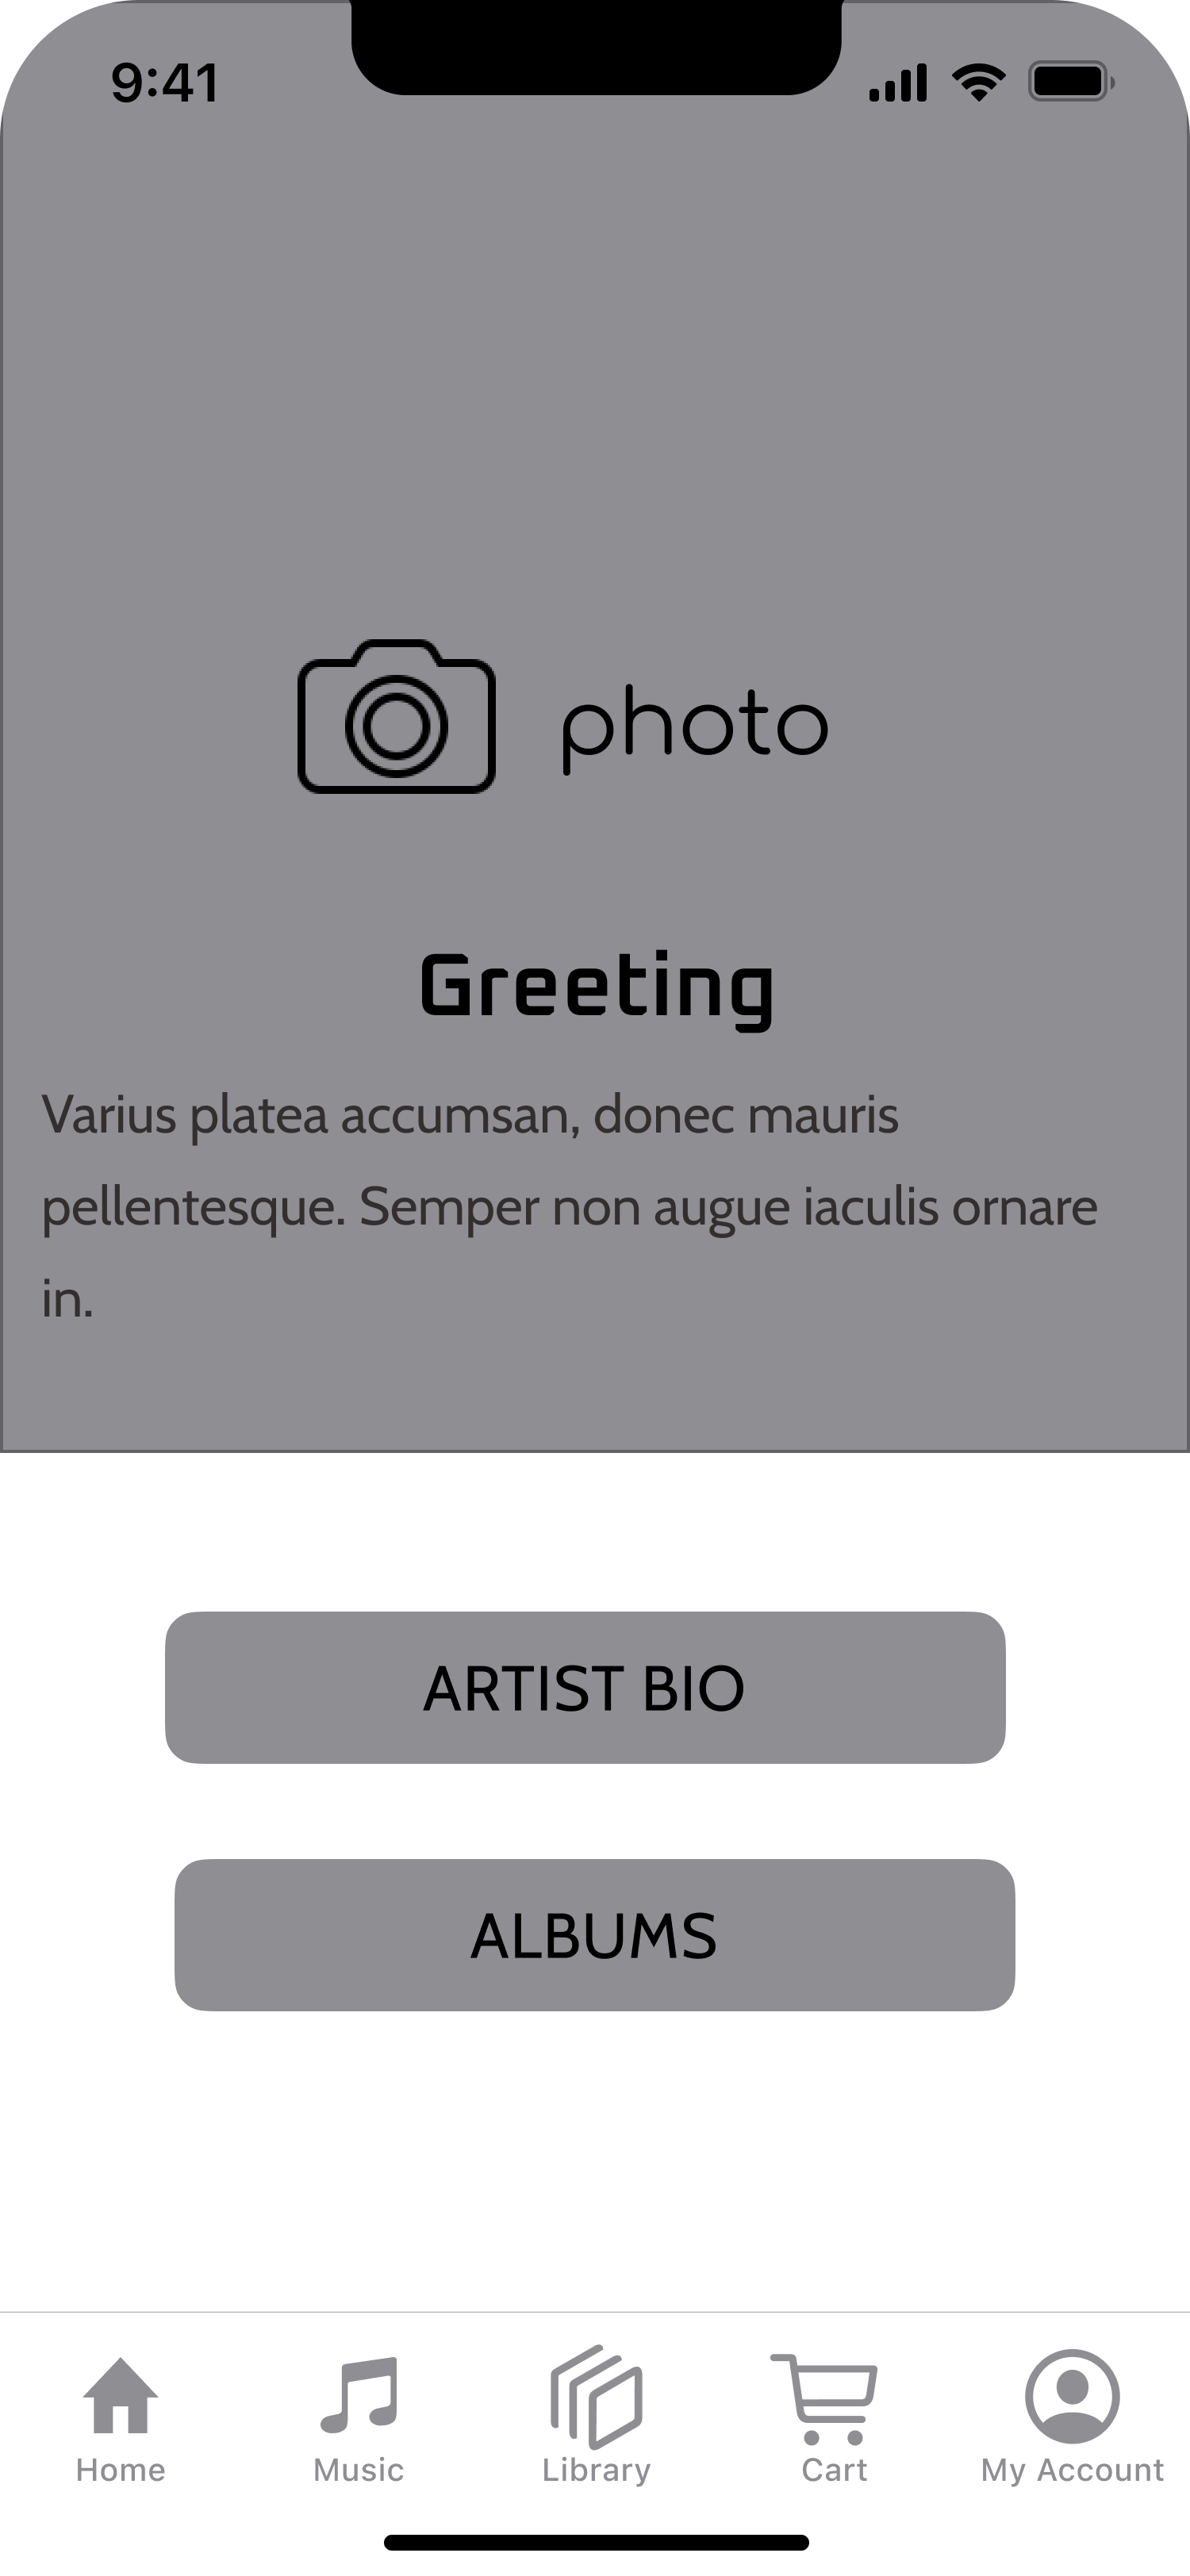 9:41
photo
Greeting
Varius platea accumsan, donec mauris
pellentesque. Semper non augue iaculis ornare
in.
ARTIST BIO
ALBUMS
Home Music Library Cart My Account